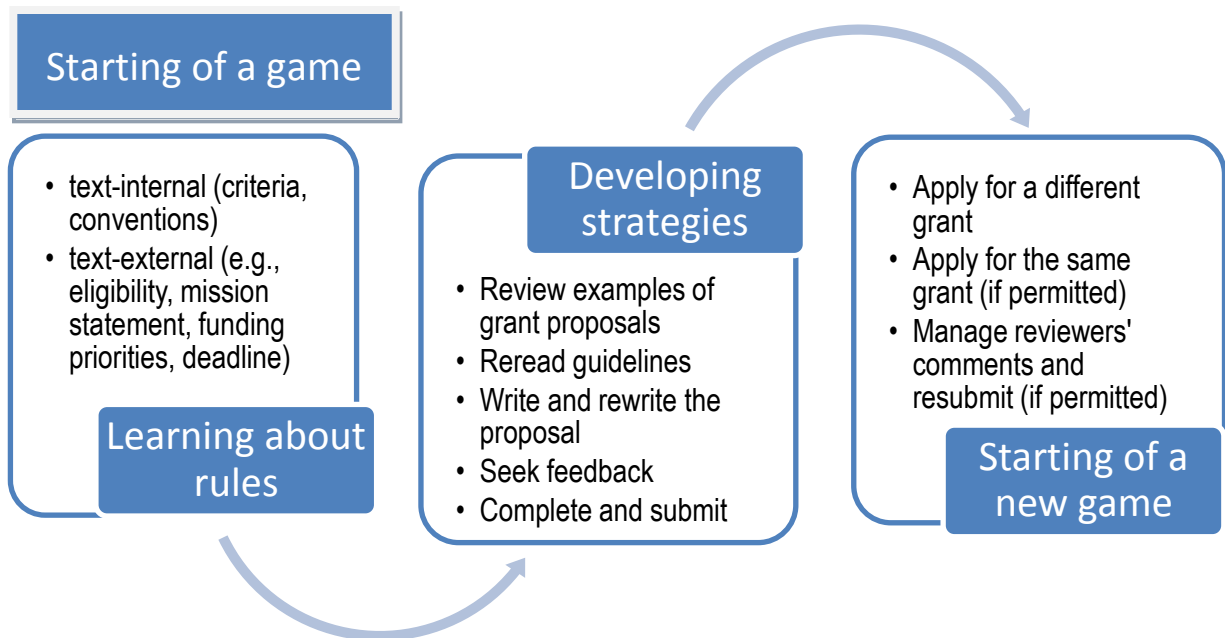 Starting of a game
• text-internal (criteria,
conventions)
• text-external (e.g.,
eligibility, mission
statement, funding
priorities, deadline)
Learning about
rules
Developing
strategies
• Review examples of
grant proposals
• Reread guidelines
• Write and rewrite the
proposal
• Seek feedback
• Complete and submit
• Apply for a different
grant
• Apply for the same
grant (if permitted)
• Manage reviewers'
comments and
resubmit (if permitted)
Starting of a
new game